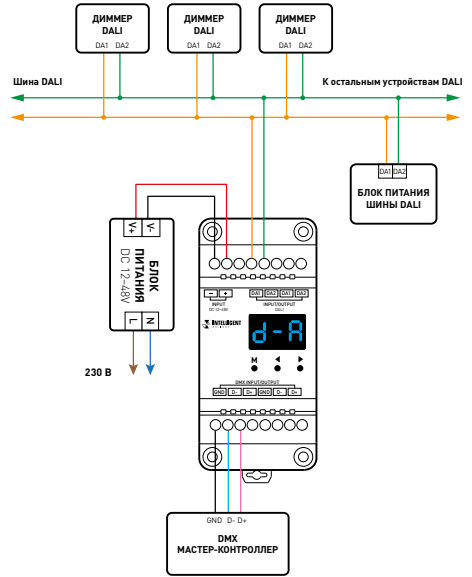 ДИММЕР
DALI
ДИММЕР
DALI
ДИММЕР
DALI
DA1 DA2
DA1 DA2
DA1 DA2
Шина DALI
К остальным устройствам DALI
DA1 DA2
БЛОК ПИТАНИЯ
ШИНЫ DALI
V+ V-
БЛОК
ПИТАНИЯ
DC 12–48V
L N
230 В
– + DA1 DA2 DA1 DA2
INPUT
DC 12-48V
INPUT/OUTPUT
DALI
INTELLIGENT
d-A
M ◄ ►
DMX INPUT/OUTPUT
GND D- D+ GND D- D+
GND D- D+
DMX
МАСТЕР-КОНТРОЛЛЕР